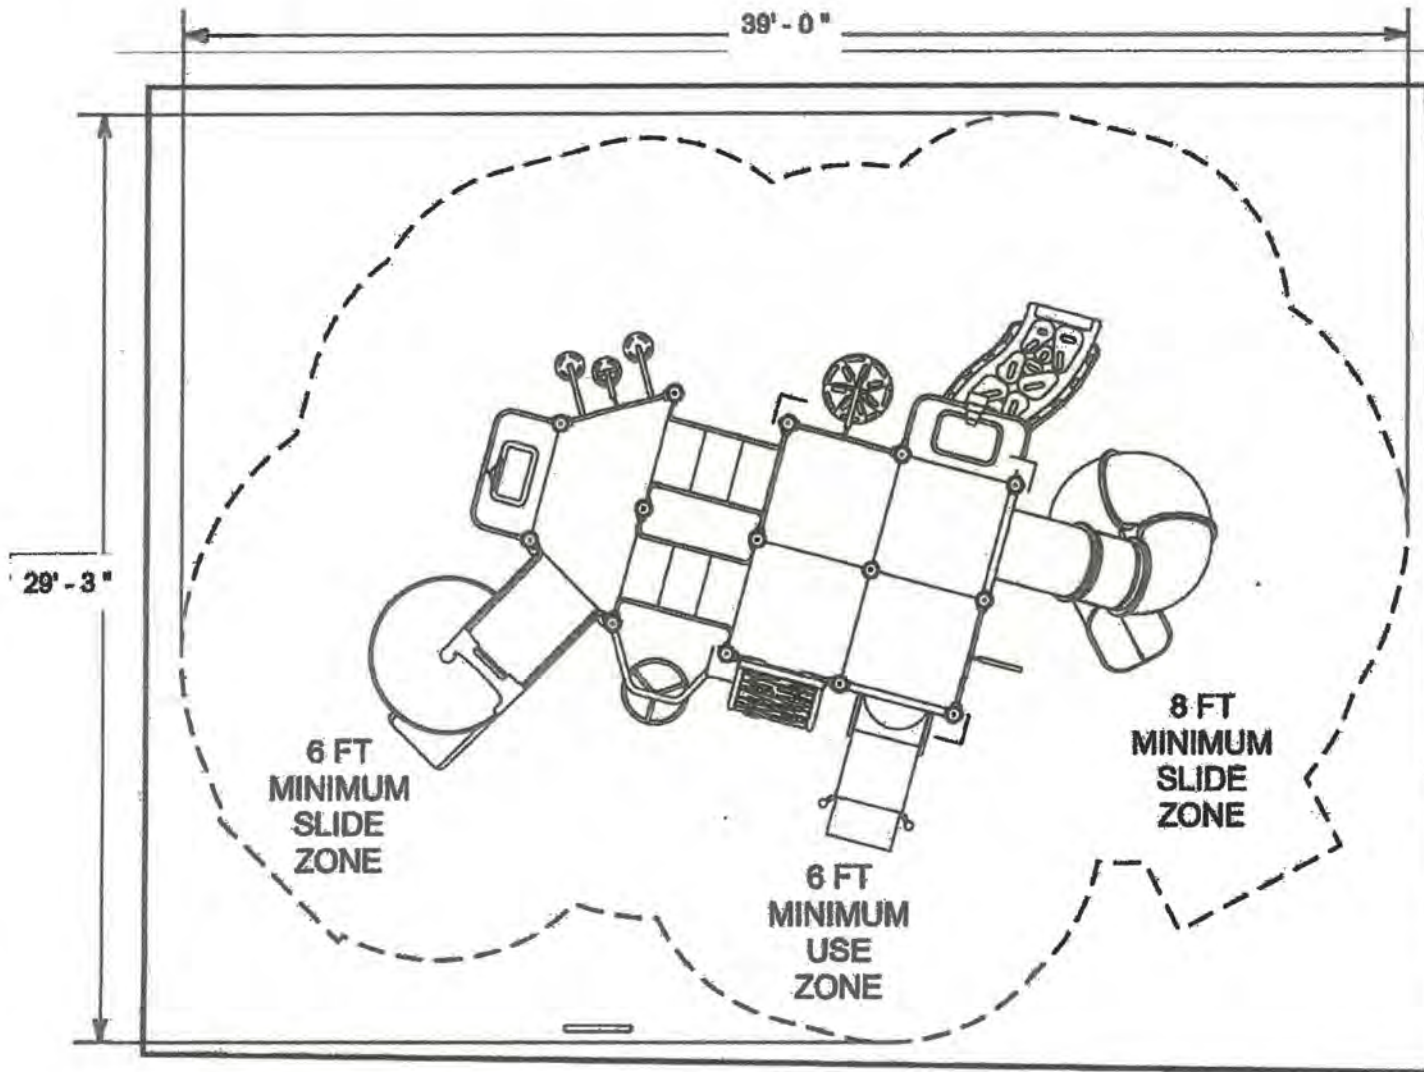 39' - 0"
29' - 3"
6 FT
MINIMUM
SLIDE
ZONE
6 FT
MINIMUM
USE
ZONE
8 FT
MINIMUM
SLIDE
ZONE